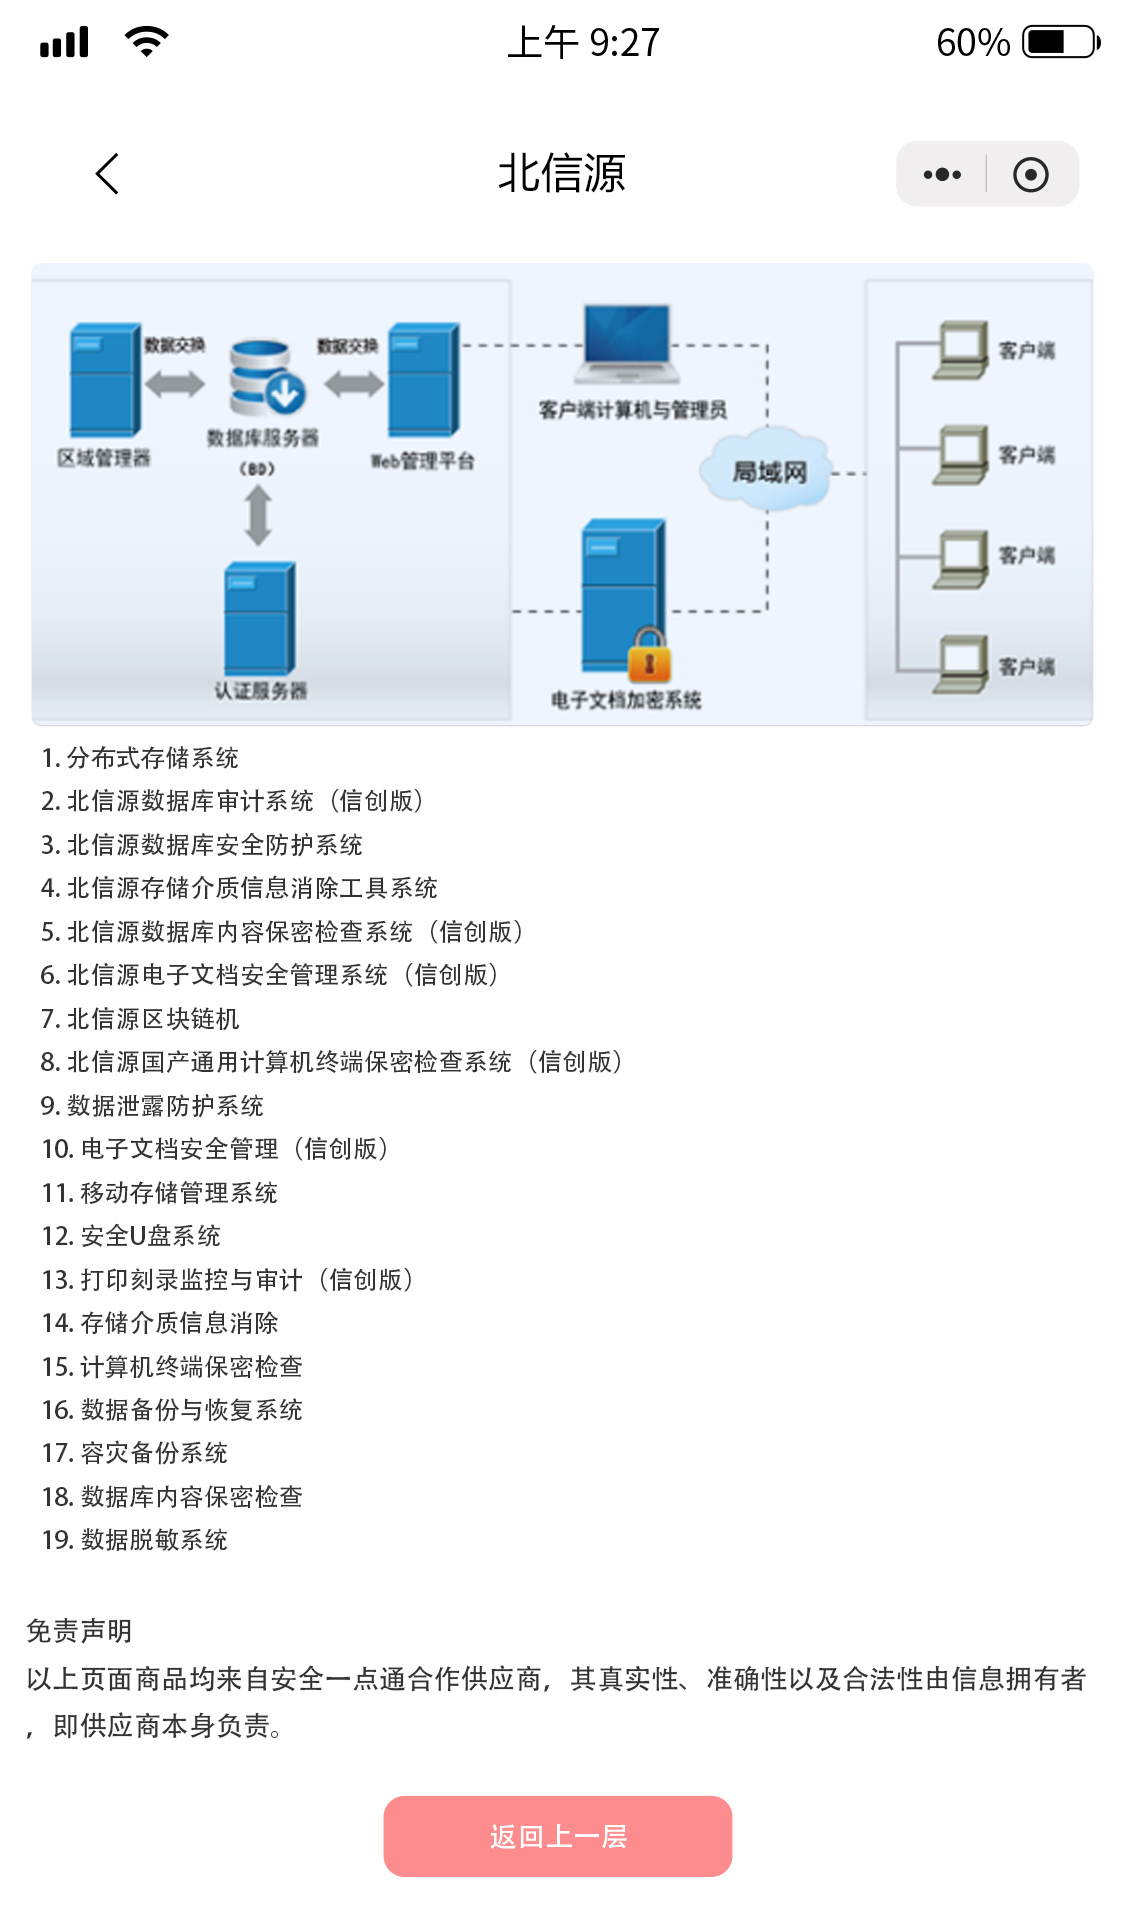 上午 9:27
60%
北信源
数据交换
数据交换
区域管理器
数据库服务器
(BD)
Web管理平台
认证服务器
客户端计算机与管理员
局域网
电子文档加密系统
客户端
客户端
客户端
客户端
1. 分布式存储系统
2. 北信源数据库审计系统（信创版）
3. 北信源数据库安全防护系统
4. 北信源存储介质信息消除工具系统
5. 北信源数据库内容保密检查系统（信创版）
6. 北信源电子文档安全管理系统（信创版）
7. 北信源区块链机
8. 北信源国产通用计算机终端保密检查系统（信创版）
9. 数据泄露防护系统
10. 电子文档安全管理（信创版）
11. 移动存储管理系统
12. 安全U盘系统
13. 打印刻录监控与审计（信创版）
14. 存储介质信息消除
15. 计算机终端保密检查
16. 数据备份与恢复系统
17. 容灾备份系统
18. 数据库内容保密检查
19. 数据脱敏系统
免责声明
以上页面商品均来自安全一点通合作供应商，其真实性、准确性以及合法性由信息拥有者
，即供应商本身负责。
返回上一层